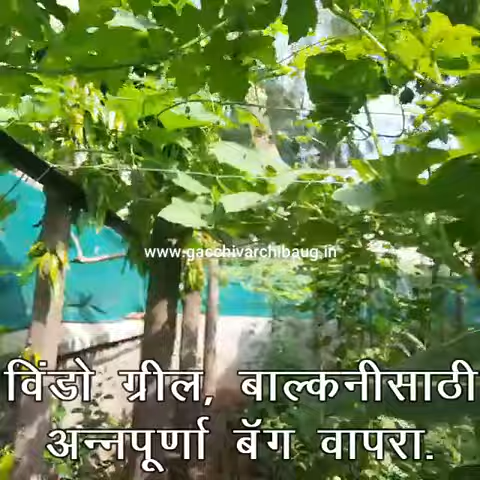 www.gacchivarchibaug.in
विंडो ग्रील, बाल्कनीसाठी
अन्नपूर्णा बॅग वापरा.